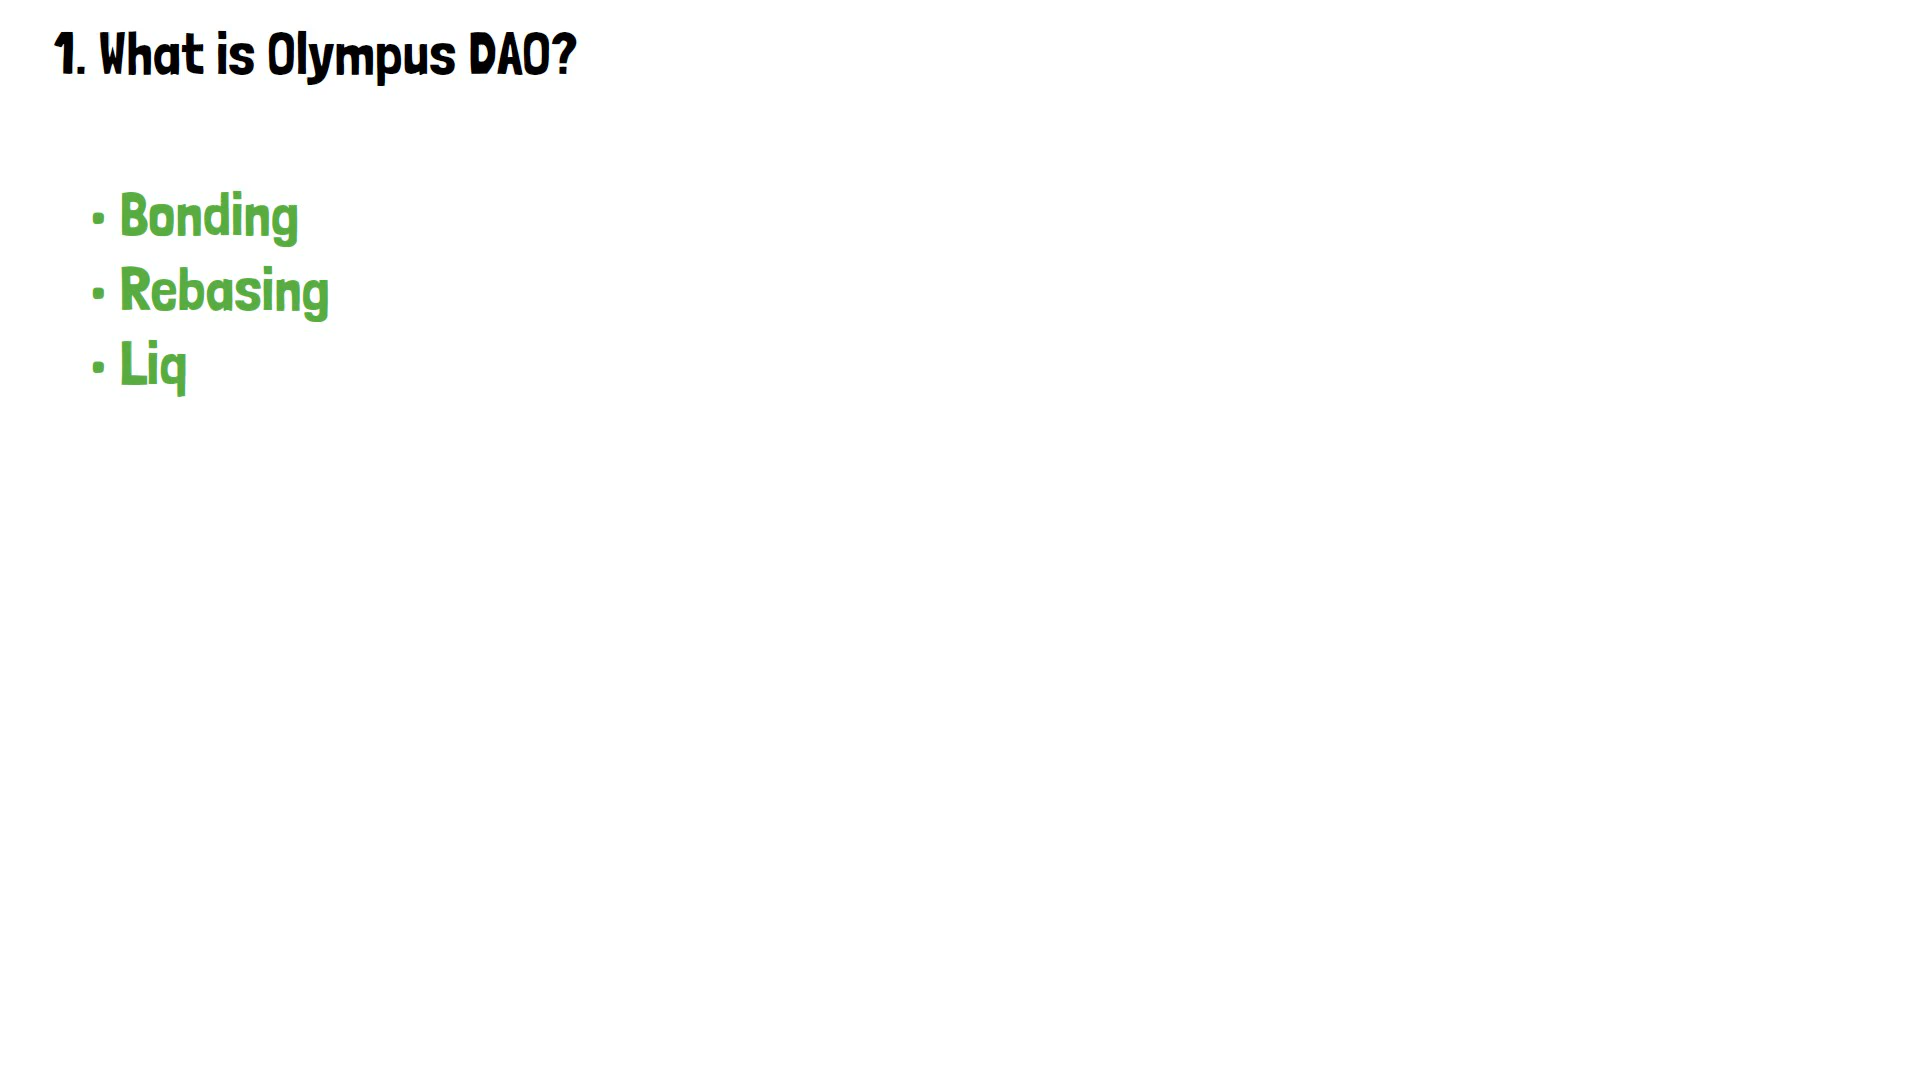 1. What is Olympus DAO?
• Bonding
• Rebasing
• Liq